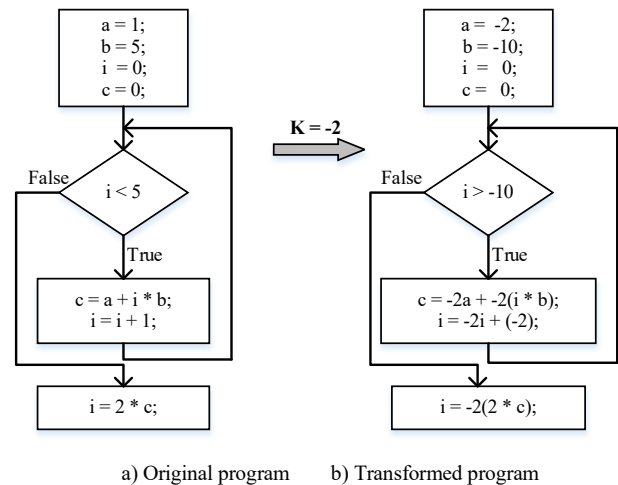 a = 1;
b = 5;
i = 0;
c = 0;
i < 5
False
True
c = a + i * b;
i = i + 1;
i = 2 * c;
K = -2
a = -2;
b = -10;
i = 0;
c = 0;
i > -10
False
True
c = -2a + -2(i * b);
i = -2i + (-2);
i = -2(2 * c);
a) Original program
b) Transformed program